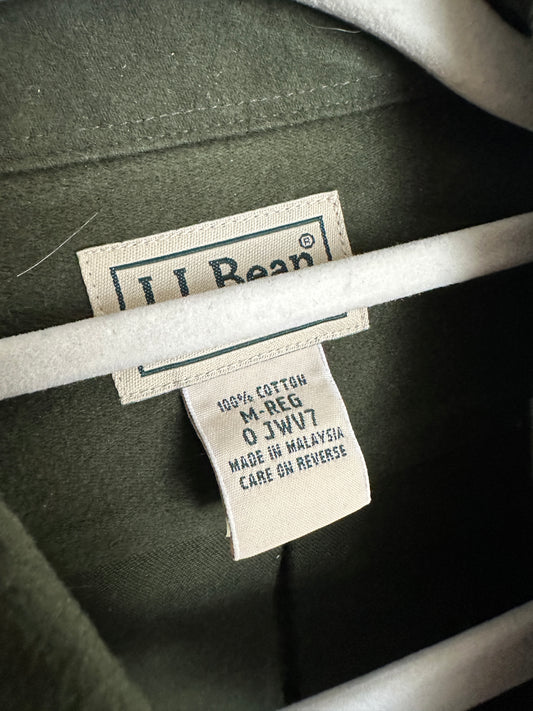 L.L.Bean®
100% COTTON
M-REG
0 JWV7
MADE IN MALAYSIA
CARE ON REVERSE